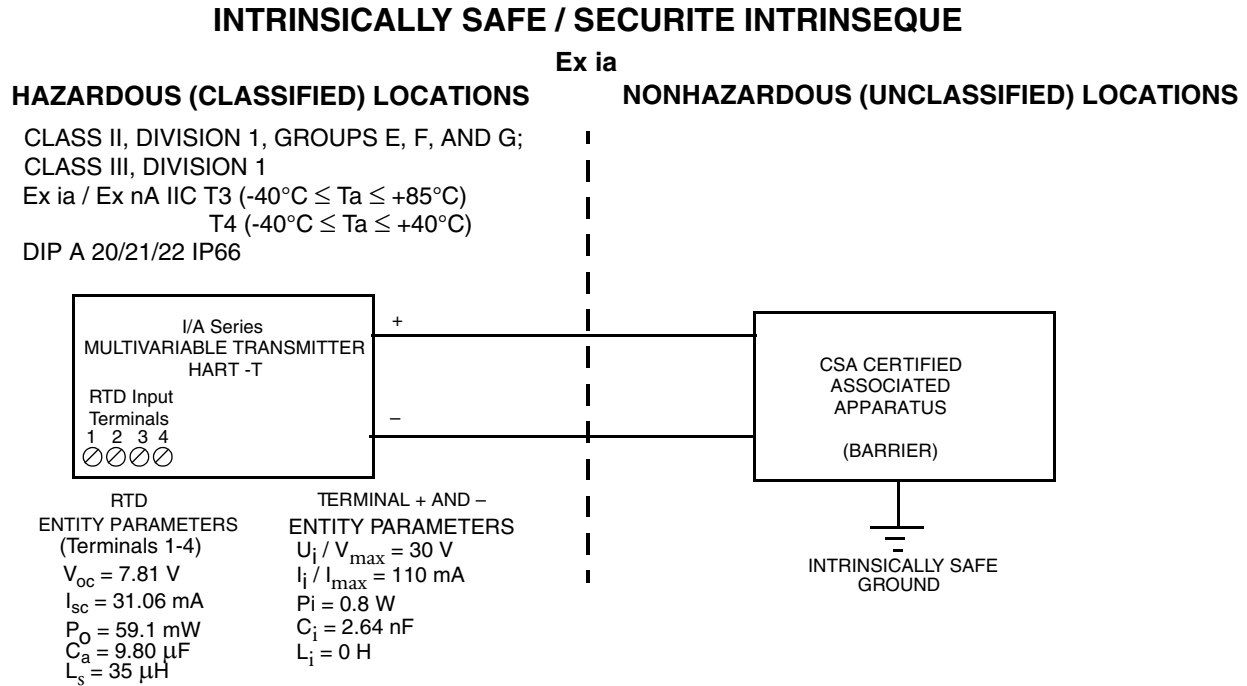 INTRINSICALLY SAFE / SECURITE INTRINSEQUE
Ex ia
HAZARDOUS (CLASSIFIED) LOCATIONS
NONHAZARDOUS (UNCLASSIFIED) LOCATIONS
CLASS II, DIVISION 1, GROUPS E, F, AND G;
CLASS III, DIVISION 1
Ex ia / Ex nA IIC T3 (-40°C ≤ Ta ≤ +85°C)
T4 (-40°C ≤ Ta ≤ +40°C)
DIP A 20/21/22 IP66
I/A Series
MULTIVARIABLE TRANSMITTER
HART -T
RTD Input
Terminals
1 2 3 4
+
–
CSA CERTIFIED
ASSOCIATED
APPARATUS
(BARRIER)
INTRINSICALLY SAFE
GROUND
RTD
ENTITY PARAMETERS
(Terminals 1-4)
Voc = 7.81 V
Isc = 31.06 mA
Po = 59.1 mW
Ca = 9.80 µF
Ls = 35 µH
TERMINAL + AND –
ENTITY PARAMETERS
Ui / Vmax = 30 V
Ii / Imax = 110 mA
Pi = 0.8 W
Ci = 2.64 nF
Li = 0 H